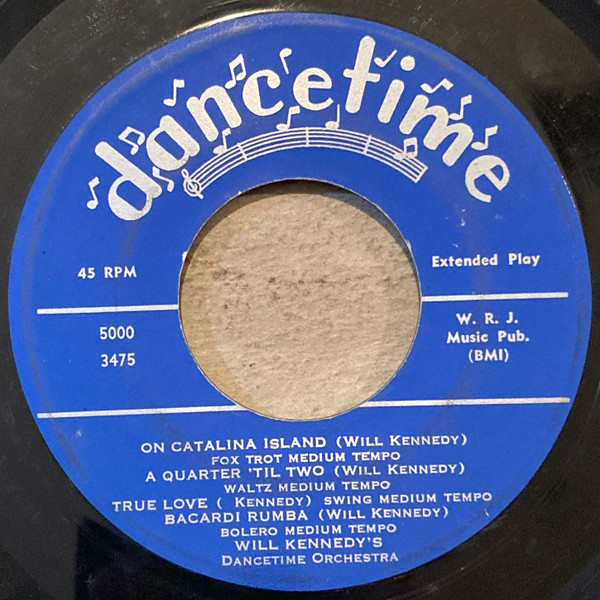 dancetime
45 RPM
Extended Play
5000
3475
W. R. J.
Music Pub.
(BMI)
ON CATALINA ISLAND (WILL KENNEDY)
FOX TROT MEDIUM TEMPO
A QUARTER 'TIL TWO (WILL KENNEDY)
WALTZ MEDIUM TEMPO
TRUE LOVE ( KENNEDY) SWING MEDIUM TEMPO
BACARDI RUMBA (WILL KENNEDY)
BOLERO MEDIUM TEMPO
WILL KENNEDY'S
DANCETIME ORCHESTRA